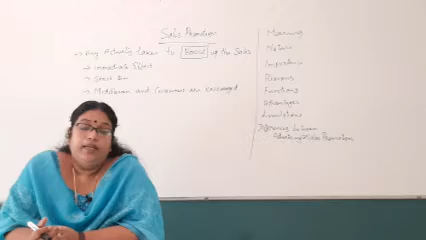 Sales Promotion
→ Any Activity taken to Boost up the Sales
→ Immediate Effect
→ Short
→ Middlemen and Consumers are encouraged
Meaning
Nature
Importance
Reasons
Functions
Advantages
Limitations
Differences between
Advertising & Sales Promotion